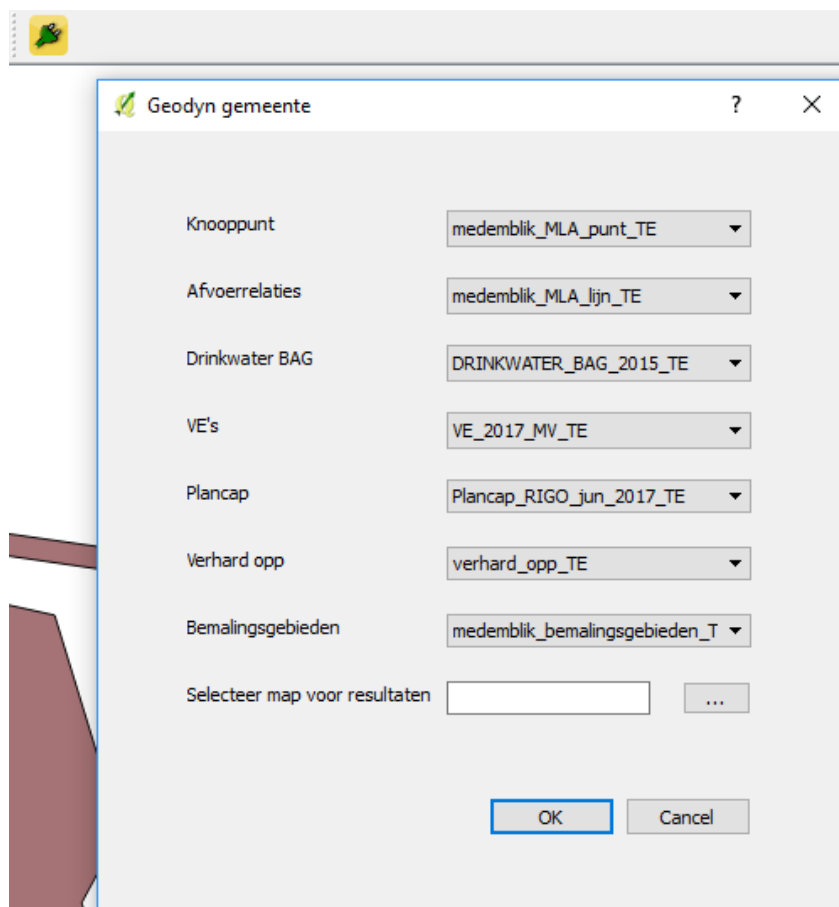 Geodyn gemeente ?
Knooppunt medemblik_MLA_punt_TE
Afvoerrelaties medemblik_MLA_lijn_TE
Drinkwater BAG DRINKWATER_BAG_2015_TE
VE's VE_2017_MV_TE
Plancap Plancap_RIGO_jun_2017_TE
Verhard opp verhard_opp_TE
Bemalingsgebieden medemblik_bemalingsgebieden_T
Selecteer map voor resultaten ...
OK Cancel